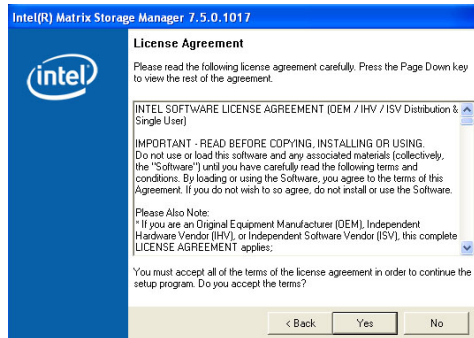 Intel(R) Matrix Storage Manager 7.5.0.1017
intel
License Agreement
Please read the following license agreement carefully. Press the Page Down key
to view the rest of the agreement.
INTEL SOFTWARE LICENSE AGREEMENT (OEM / IHV / ISV Distribution &
Single User)
IMPORTANT - READ BEFORE COPYING, INSTALLING OR USING.
Do not use or load this software and any associated materials (collectively,
the "Software") until you have carefully read the following terms and
conditions. By loading or using the Software, you agree to the terms of this
Agreement. If you do not wish to so agree, do not install or use the Software.
Please Also Note:
* If you are an Original Equipment Manufacturer (OEM), Independent
Hardware Vendor (IHV), or Independent Software Vendor (ISV), this complete
LICENSE AGREEMENT applies;
You must accept all of the terms of the license agreement in order to continue the
setup program. Do you accept the terms?
< Back
Yes
No